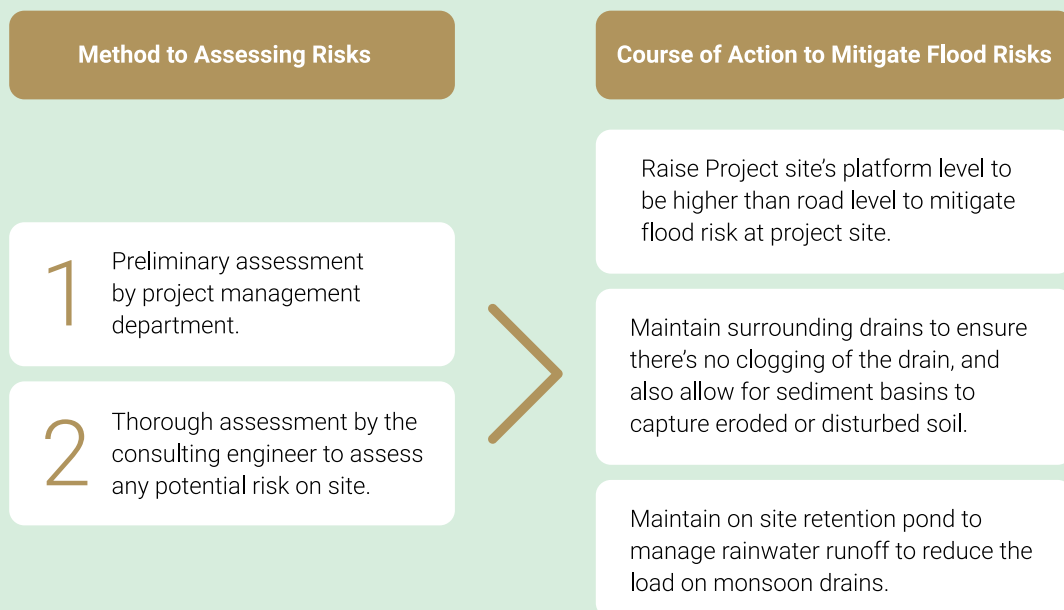 Method to Assessing Risks
1
Preliminary assessment
by project management
department.
2
Thorough assessment by the
consulting engineer to assess
any potential risk on site.
Course of Action to Mitigate Flood Risks
Raise Project site’s platform level to
be higher than road level to mitigate
flood risk at project site.
Maintain surrounding drains to ensure
there’s no clogging of the drain, and
also allow for sediment basins to
capture eroded or disturbed soil.
Maintain on site retention pond to
manage rainwater runoff to reduce the
load on monsoon drains.